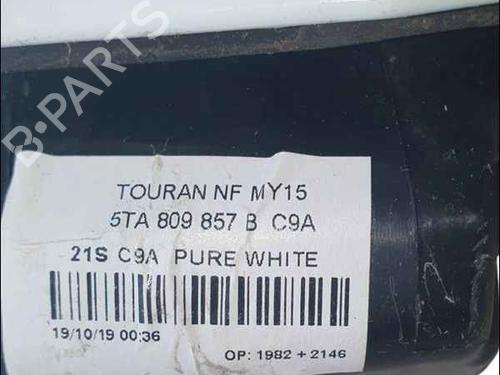 B-PARTS
TOURAN NF MY15
5TA 809 857 B C9A
21S C9A PURE WHITE
19/10/19 00:36
OP: 1982 + 2146